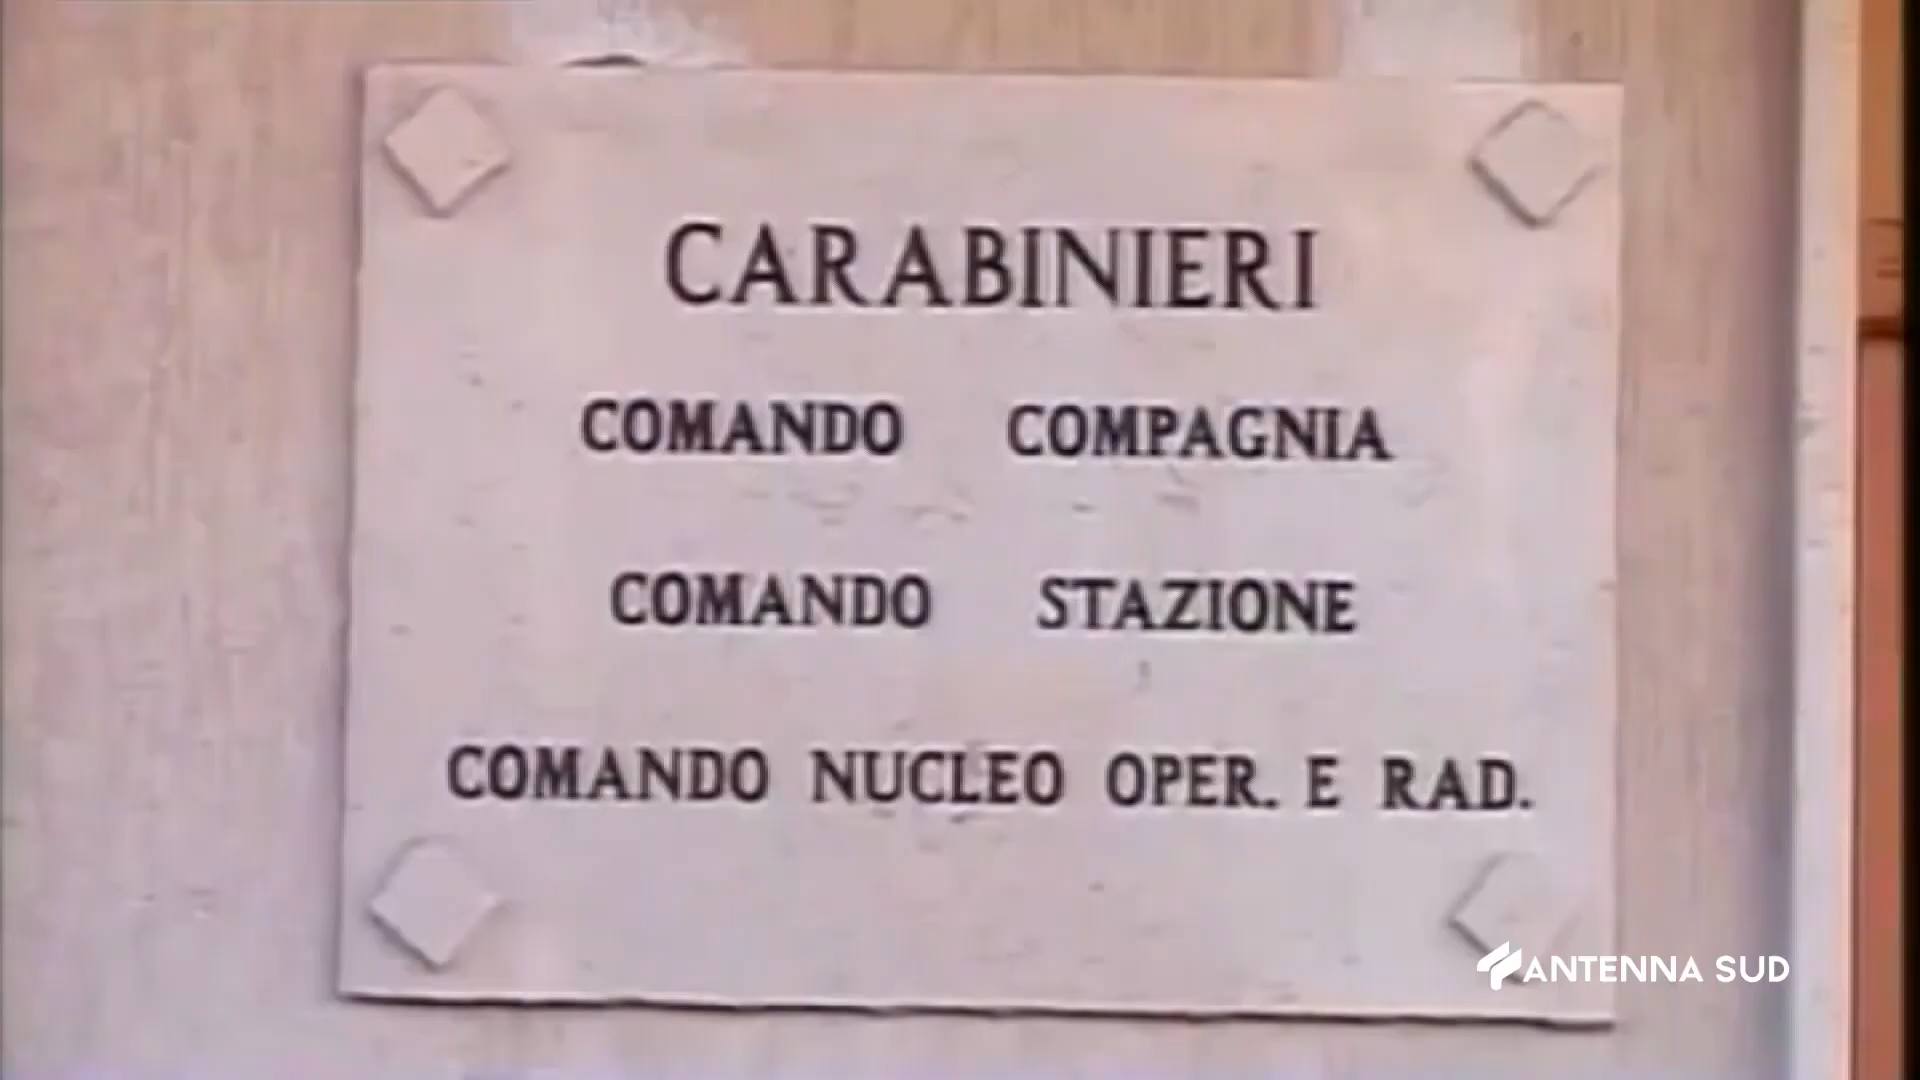 CARABINIERI
COMANDO COMPAGNIA
COMANDO STAZIONE
COMANDO NUCLEO OPER. E RAD.
ANTENNA SUD